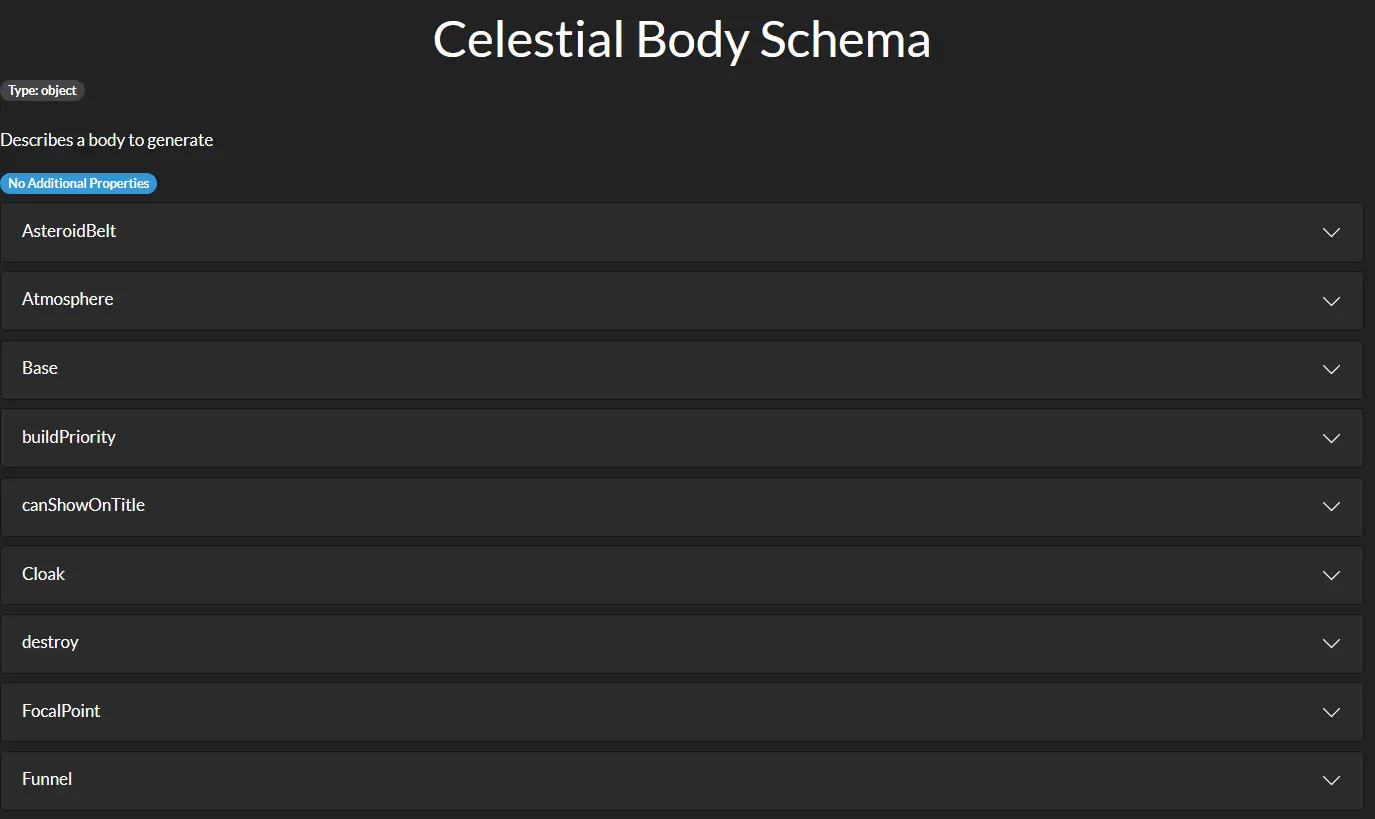 Celestial Body Schema
Type: object
Describes a body to generate
No Additional Properties
AsteroidBelt
Atmosphere
Base
buildPriority
canShowOnTitle
Cloak
destroy
FocalPoint
Funnel